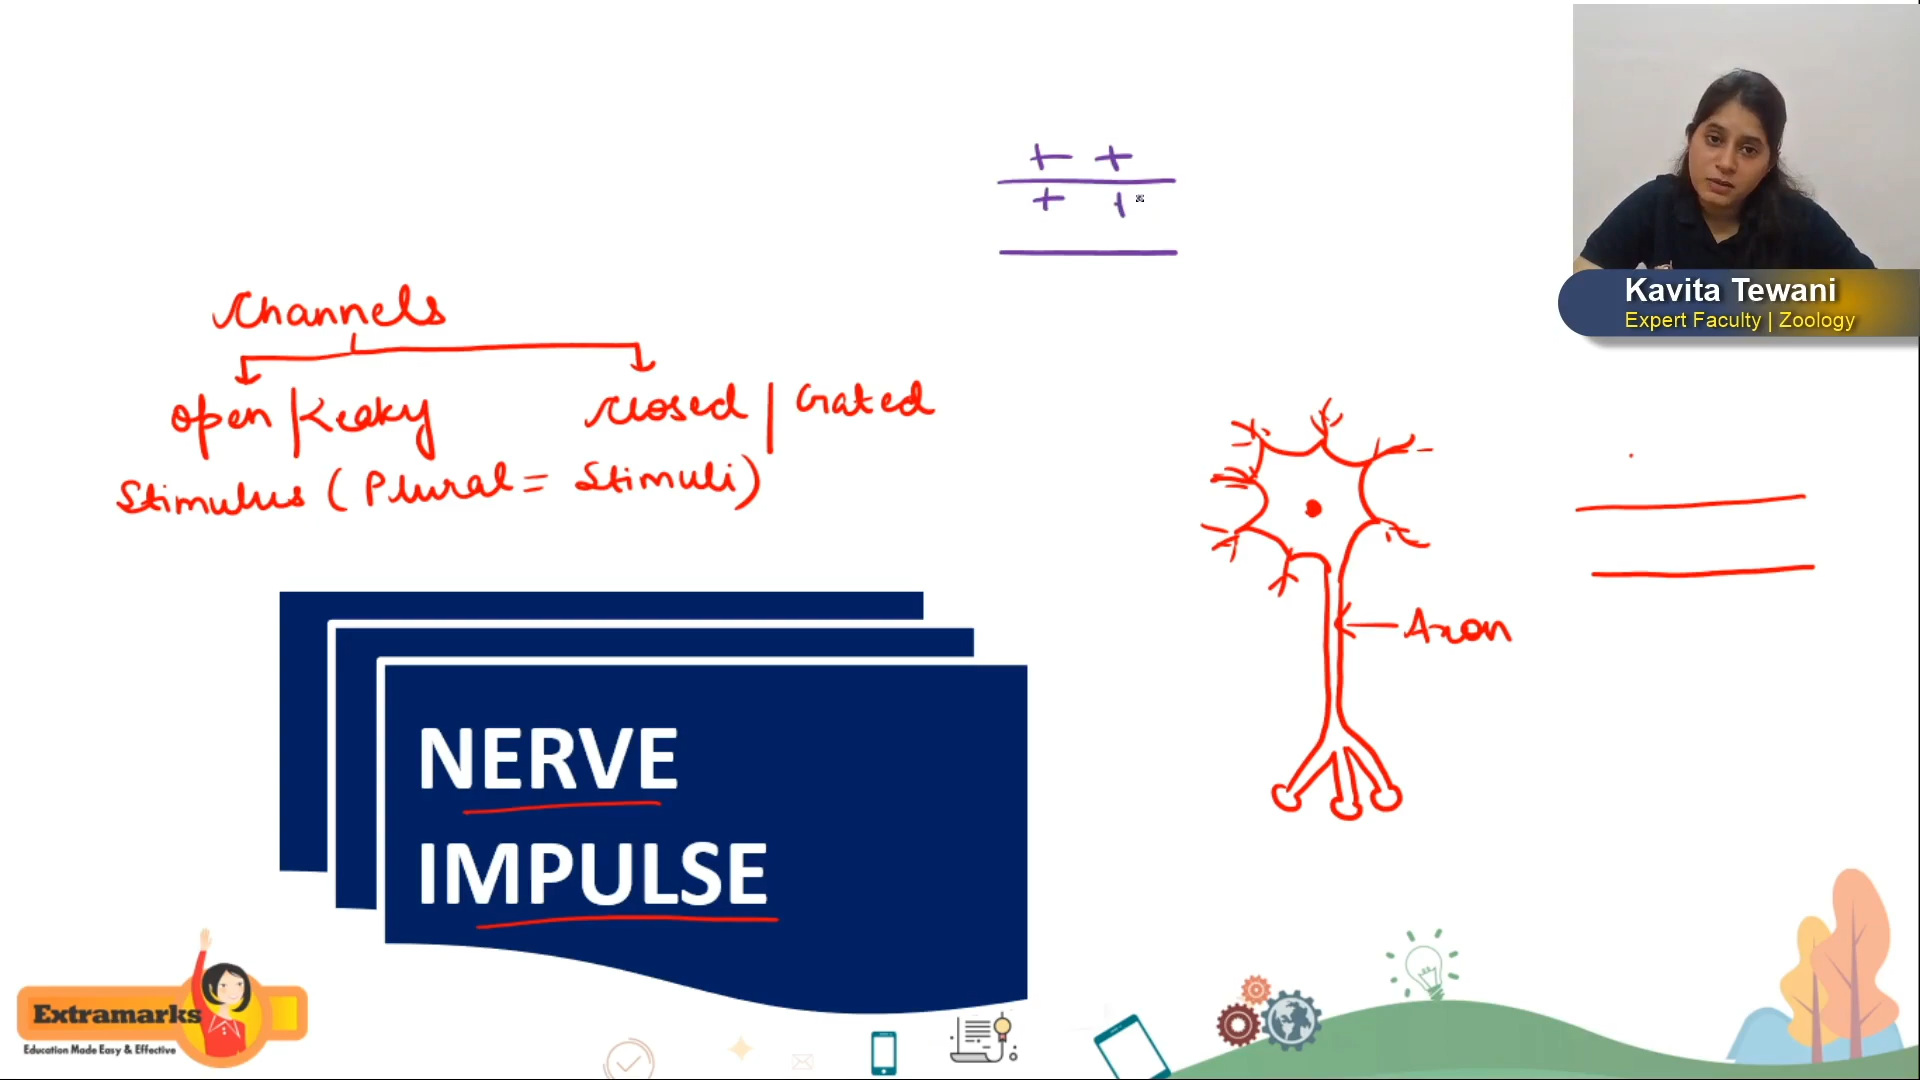 + +
+ +
Kavita Tewani
Expert Faculty | Zoology
Channels
open | Leaky closed | Gated
Stimulus (Plural = Stimuli)
Axon
NERVE
IMPULSE
Extramarks
Education Made Easy & Effective